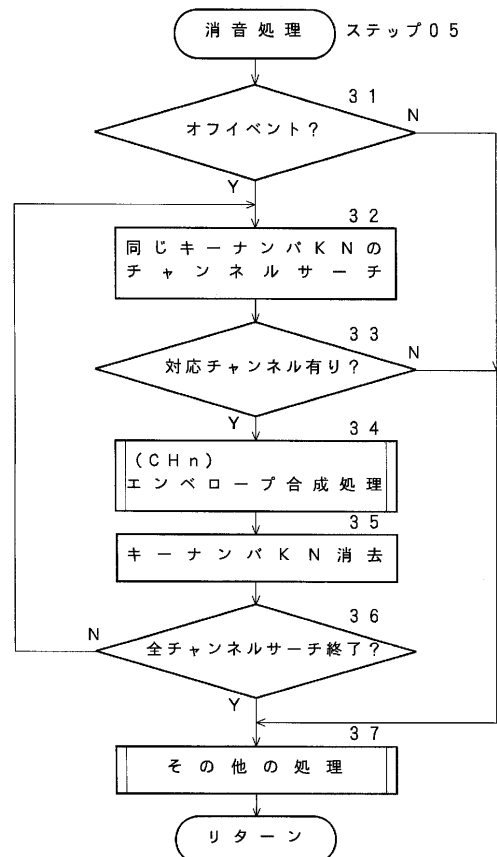 消音処理 ステップ05
31
オフイベント?
N
Y
32
同じキーナンバKNの
チャンネルサーチ
33
対応チャンネル有り?
N
Y
34
(CHn)
エンベロープ合成処理
35
キーナンバKN消去
36
N
全チャンネルサーチ終了?
Y
37
その他の処理
リターン